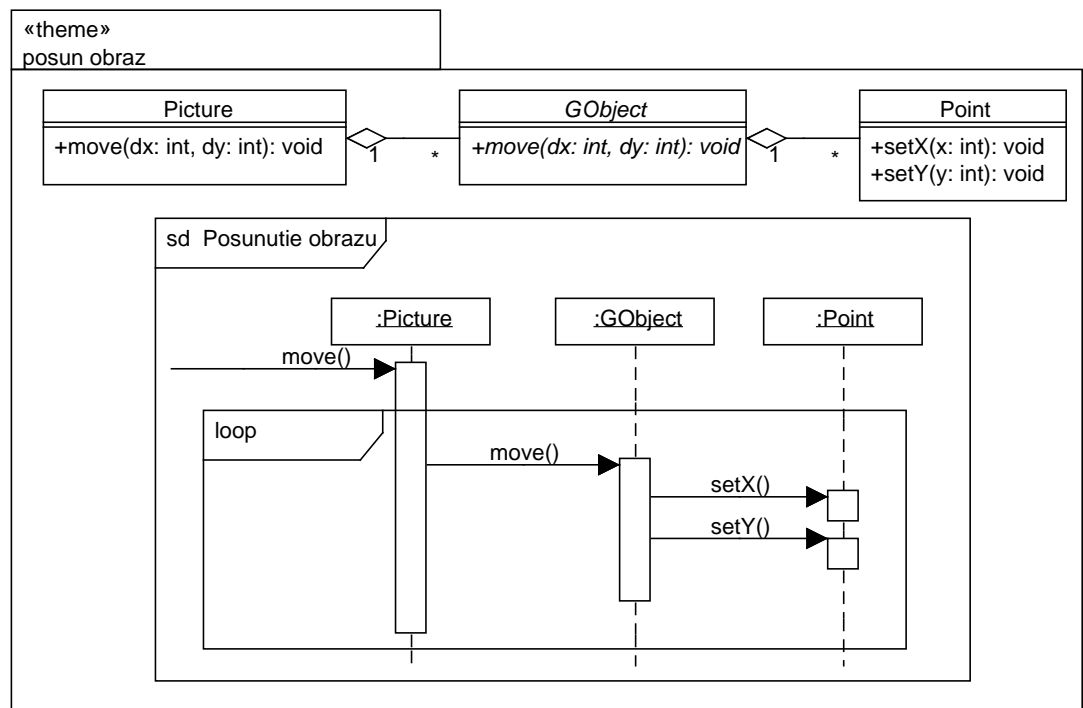 «theme»
posun obraz
Picture
+move(dx: int, dy: int): void
1
*
GObject
+move(dx: int, dy: int): void
1
*
Point
+setX(x: int): void
+setY(y: int): void
sd Posunutie obrazu
:Picture
:GObject
:Point
move()
loop
move()
setX()
setY()